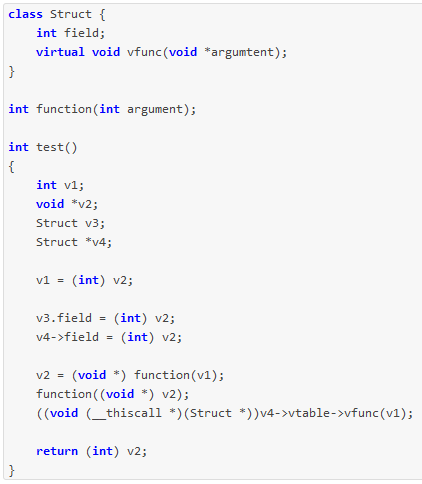 class Struct {
    int field;
    virtual void vfunc(void *argumtent);
}

int function(int argument);

int test()
{
    int v1;
    void *v2;
    Struct v3;
    Struct *v4;

    v1 = (int) v2;

    v3.field = (int) v2;
    v4->field = (int) v2;

    v2 = (void *) function(v1);
    function((void *) v2);
    ((void (__thiscall *)(Struct *))v4->vtable->vfunc(v1);

    return (int) v2;
}